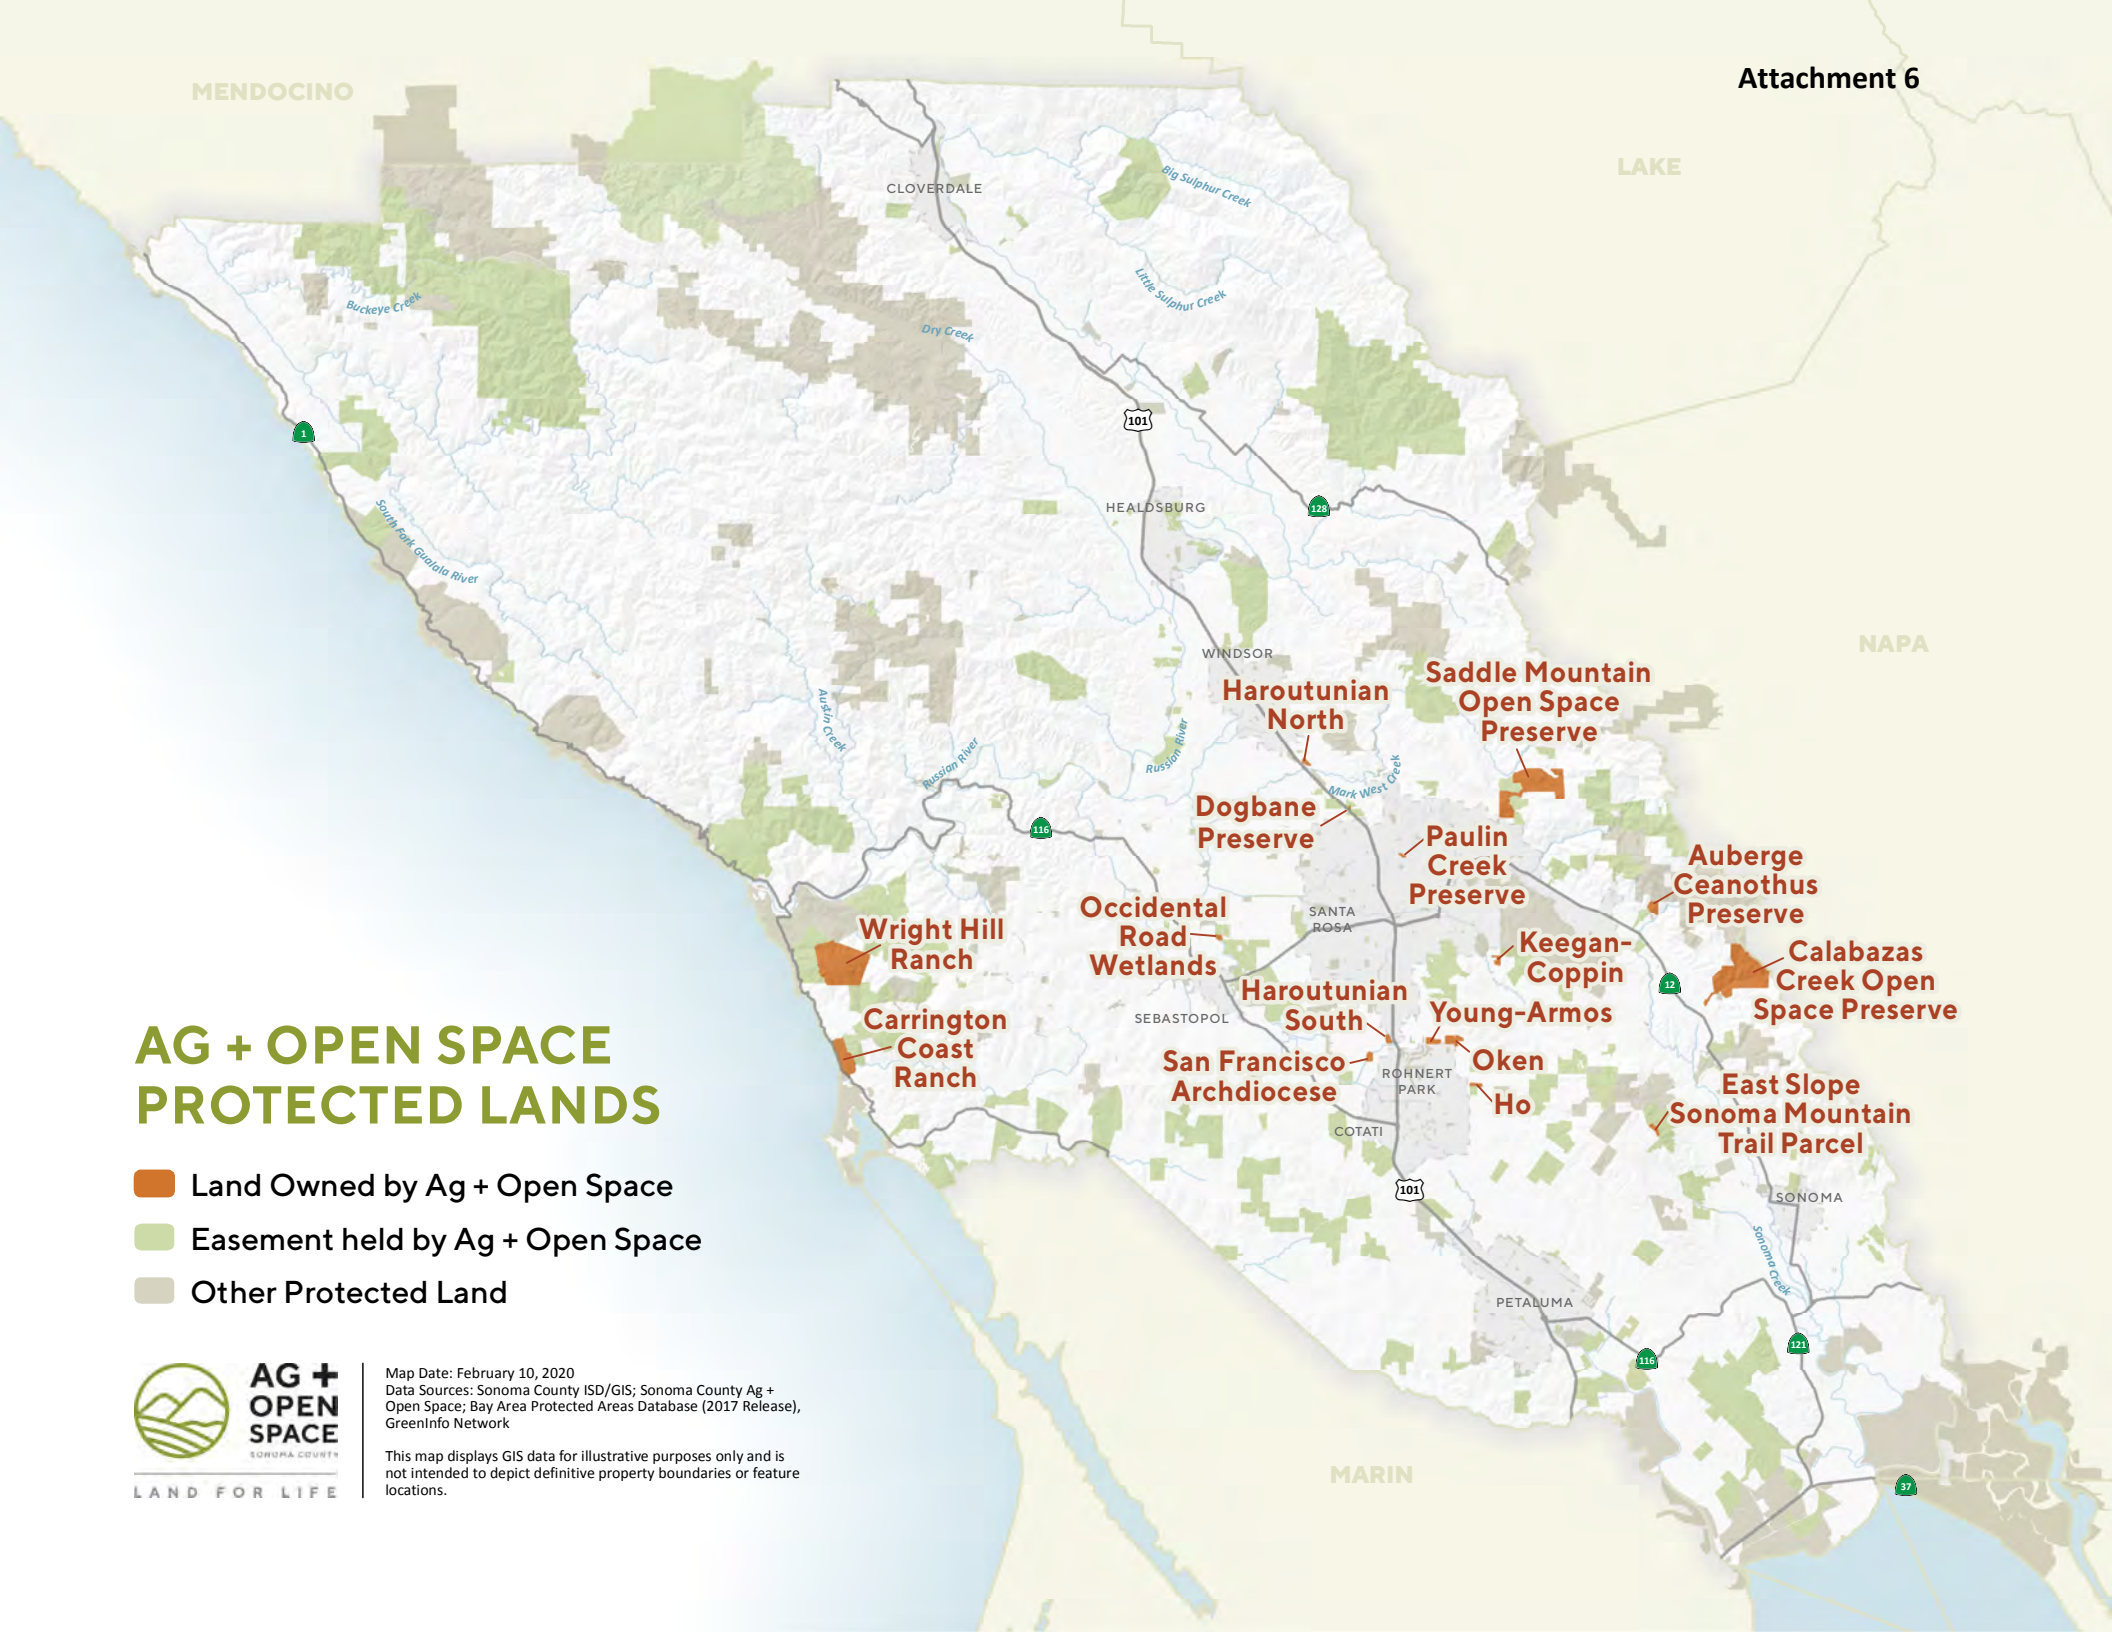 Attachment 6
MENDOCINO
LAKE
CLOVERDALE
Big Sulphur Creek
Little Sulphur Creek
Buckeye Creek
Dry Creek
101
1
HEALDSBURG
128
South Fork Gualala River
WINDSOR
NAPA
Saddle Mountain
Open Space
Preserve
Haroutunian
North
Austin Creek
Russian River
Russian River
Mark West Creek
Dogbane
Preserve
116
Paulin
Creek
Preserve
Auberge
Ceanothus
Preserve
Occidental
Road
Wetlands
SANTA
ROSA
Wright Hill
Ranch
Keegan-
Coppin
Calabazas
Creek Open
Space Preserve
12
Haroutunian
South
Young-Armos
SEBASTOPOL
Carrington
Coast
Ranch
San Francisco
Archdiocese
Oken
ROHNERT
PARK
Ho
East Slope
Sonoma Mountain
Trail Parcel
COTATI
101
SONOMA
Sonoma Creek
PETALUMA
116
121
MARIN
37
AG + OPEN SPACE
PROTECTED LANDS
Land Owned by Ag + Open Space
Easement held by Ag + Open Space
Other Protected Land
AG +
OPEN
SPACE
SONOMA COUNTY
LAND FOR LIFE
Map Date: February 10, 2020
Data Sources: Sonoma County ISD/GIS; Sonoma County Ag +
Open Space; Bay Area Protected Areas Database (2017 Release),
GreenInfo Network
This map displays GIS data for illustrative purposes only and is
not intended to depict definitive property boundaries or feature
locations.